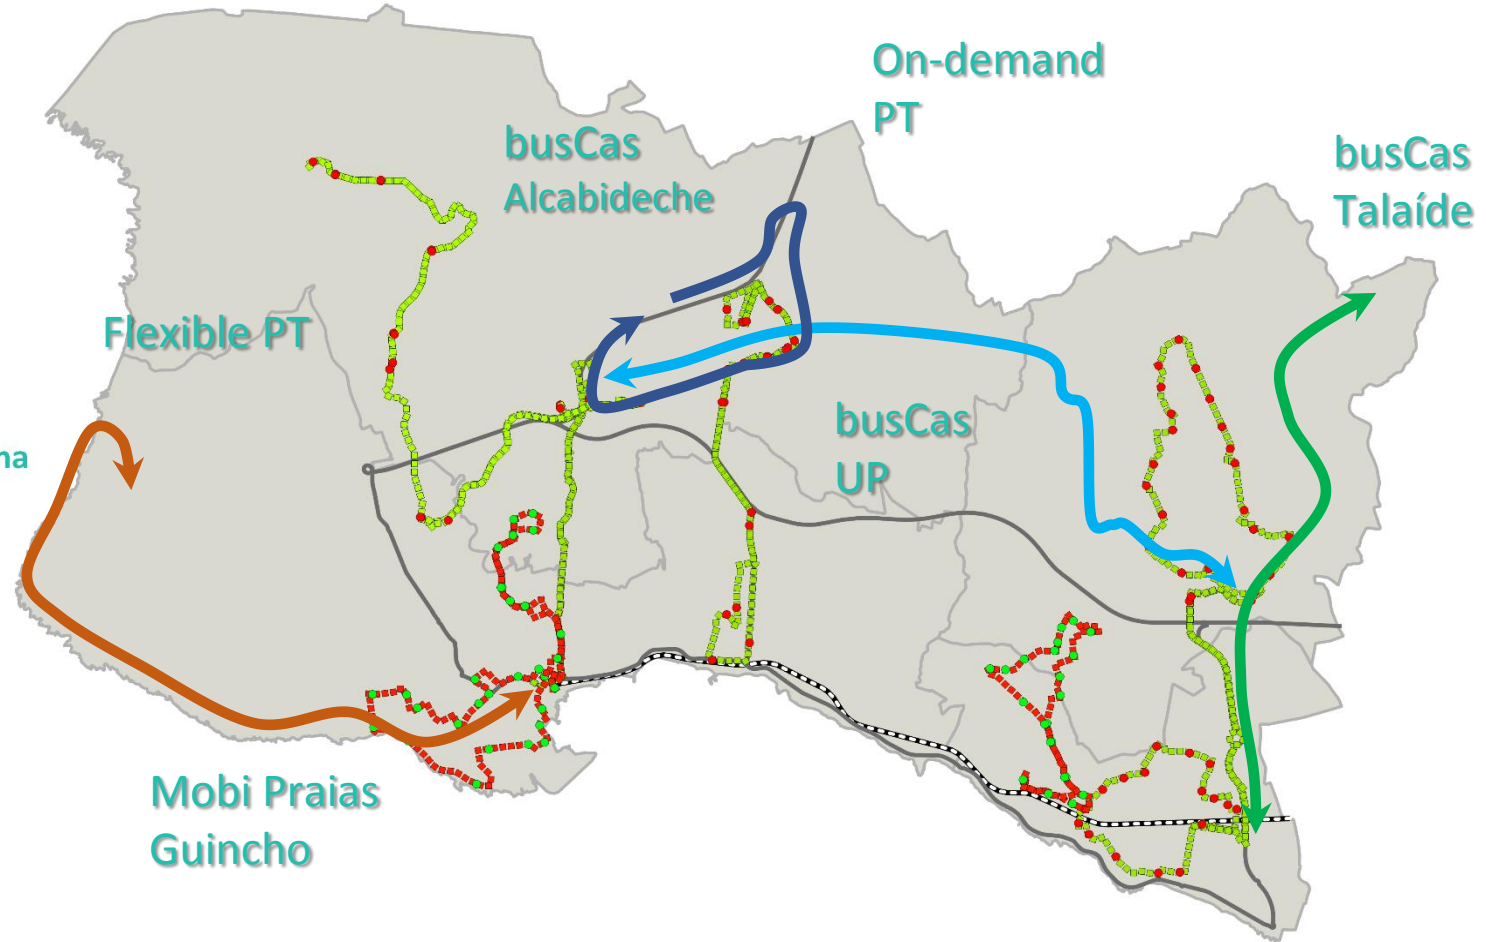 On-demand
PT
busCas
Alcabideche
busCas
Talaíde
Flexible PT
busCas
UP
Mobi Praias
Guincho